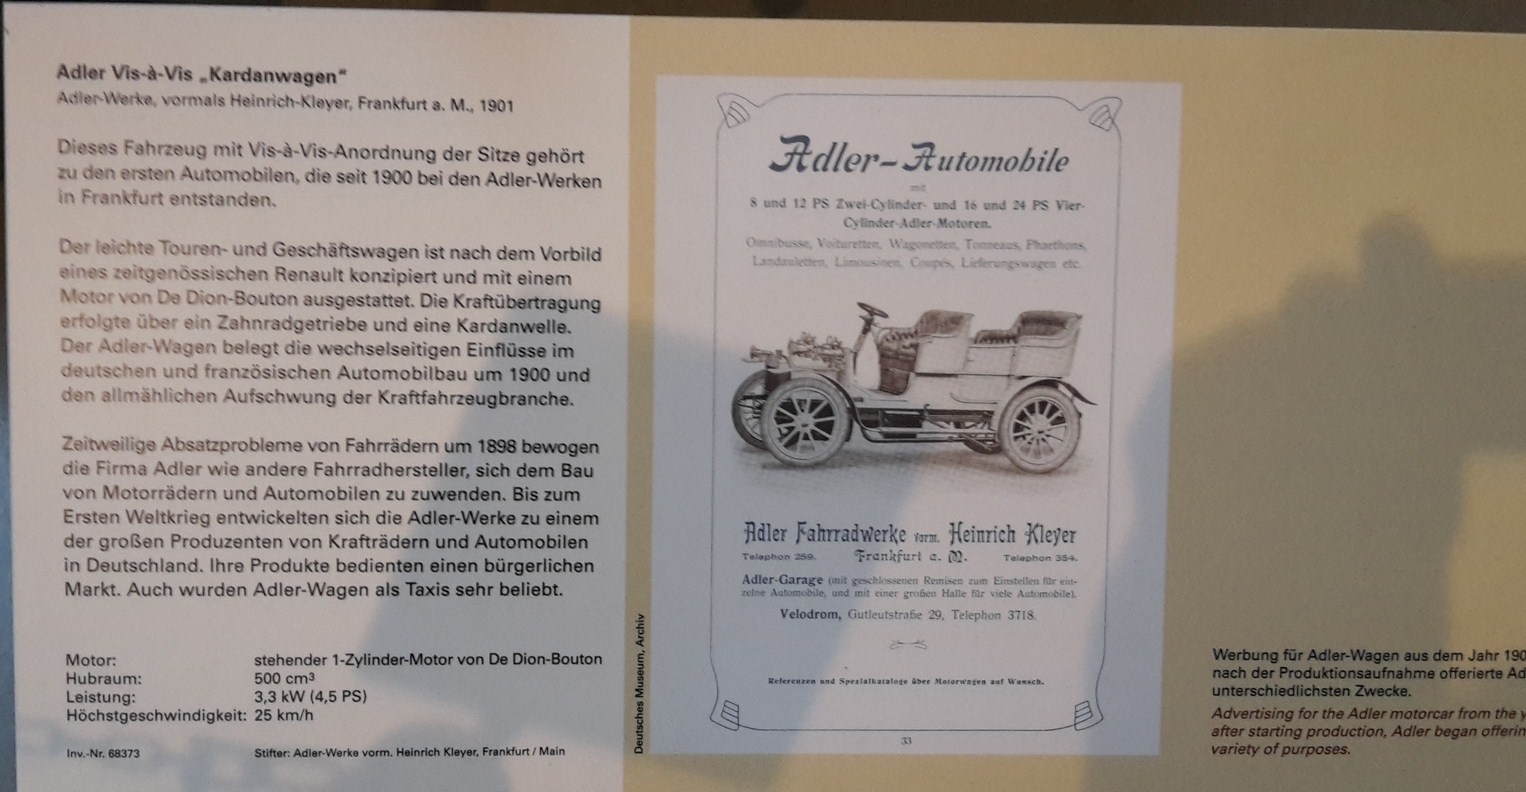 Adler Vis-à-Vis „Kardanwagen“
Adler-Werke, vormals Heinrich-Kleyer, Frankfurt a. M., 1901
Dieses Fahrzeug mit Vis-à-Vis-Anordnung der Sitze gehört
zu den ersten Automobilen, die seit 1900 bei den Adler-Werken
in Frankfurt entstanden.
Der leichte Touren- und Geschäftswagen ist nach dem Vorbild
eines zeitgenössischen Renault konzipiert und mit einem
Motor von De Dion-Bouton ausgestattet. Die Kraftübertragung
erfolgte über ein Zahnradgetriebe und eine Kardanwelle.
Der Adler-Wagen belegt die wechselseitigen Einflüsse im
deutschen und französischen Automobilbau um 1900 und
den allmählichen Aufschwung der Kraftfahrzeugbranche.
Zeitweilige Absatzprobleme von Fahrrädern um 1898 bewogen
die Firma Adler wie andere Fahrradhersteller, sich dem Bau
von Motorrädern und Automobilen zu zuwenden. Bis zum
Ersten Weltkrieg entwickelten sich die Adler-Werke zu einem
der großen Produzenten von Krafträdern und Automobilen
in Deutschland. Ihre Produkte bedienten einen bürgerlichen
Markt. Auch wurden Adler-Wagen als Taxis sehr beliebt.
Motor: stehender 1-Zylinder-Motor von De Dion-Bouton
Hubraum: 500 cm³
Leistung: 3,3 kW (4,5 PS)
Höchstgeschwindigkeit: 25 km/h
Inv.-Nr. 68373 Stifter: Adler-Werke vorm. Heinrich Kleyer, Frankfurt / Main
Deutsches Museum, Archiv
Adler-Automobile
mit
8 und 12 PS Zwei-Cylinder- und 16 und 24 PS Vier-
Cylinder-Adler-Motoren.
Omnibusse, Voituretten, Wagonetten, Tonneaus, Phaethons,
Landauletten, Limousinen, Coupés, Lieferungswagen etc.
Adler Fahrradwerke vorm. Heinrich Kleyer
Telephon 259. Frankfurt a. M. Telephon 354.
Adler-Garage (mit geschlossenen Remisen zum Einstellen für ein-
zelne Automobile, und mit einer großen Halle für viele Automobile).
Velodrom, Gutleutstraße 29, Telephon 3718.
Referenzen und Spezialkataloge über Motorwagen auf Wunsch.
33
Werbung für Adler-Wagen aus dem Jahr 190
nach der Produktionsaufnahme offerierte Ad
unterschiedlichsten Zwecke.
Advertising for the Adler motorcar from the y
after starting production, Adler began offerin
variety of purposes.